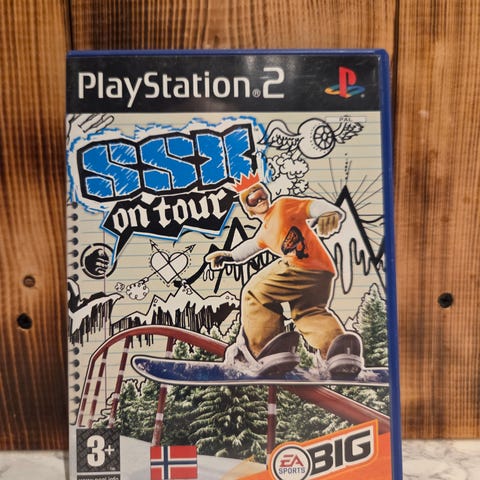 PlayStation®2
PAL
SSX
on tour
3+
www.pegi.info
EA
SPORTS
BIG